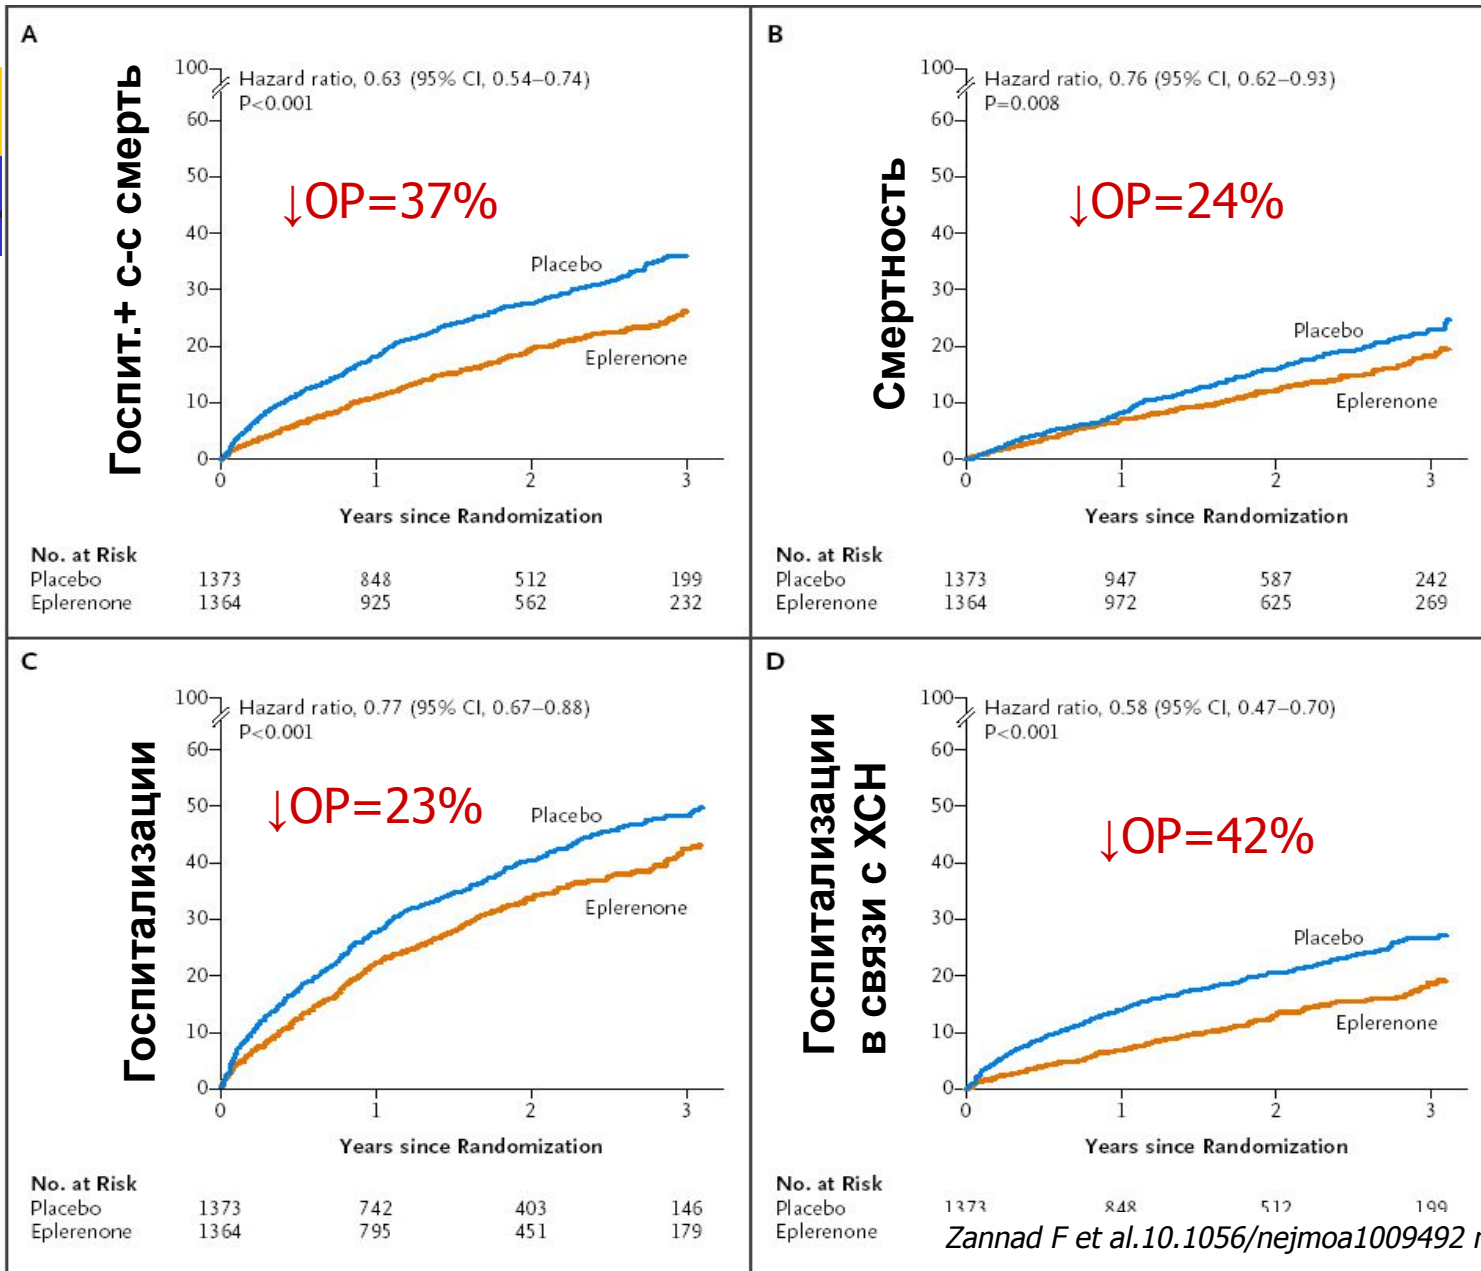 A
Госпит.+ с-с смерть
100
60
50
40
30
20
10
0
Hazard ratio, 0.63 (95% CI, 0.54–0.74)
P<0.001
↓ОР=37%
Placebo
Eplerenone
0 1 2 3
Years since Randomization
No. at Risk
Placebo 1373 848 512 199
Eplerenone 1364 925 562 232
B
Смертность
100
60
50
40
30
20
10
0
Hazard ratio, 0.76 (95% CI, 0.62–0.93)
P=0.008
↓ОР=24%
Placebo
Eplerenone
0 1 2 3
Years since Randomization
No. at Risk
Placebo 1373 947 587 242
Eplerenone 1364 972 625 269
C
Госпитализации
100
60
50
40
30
20
10
0
Hazard ratio, 0.77 (95% CI, 0.67–0.88)
P<0.001
↓ОР=23%
Placebo
Eplerenone
0 1 2 3
Years since Randomization
No. at Risk
Placebo 1373 742 403 146
Eplerenone 1364 795 451 179
D
Госпитализации
в связи с ХСН
100
60
50
40
30
20
10
0
Hazard ratio, 0.58 (95% CI, 0.47–0.70)
P<0.001
↓ОР=42%
Placebo
Eplerenone
0 1 2 3
Years since Randomization
No. at Risk
Placebo 1373 848 512 199
Eplerenone
Zannad F et al.10.1056/nejmoa1009492